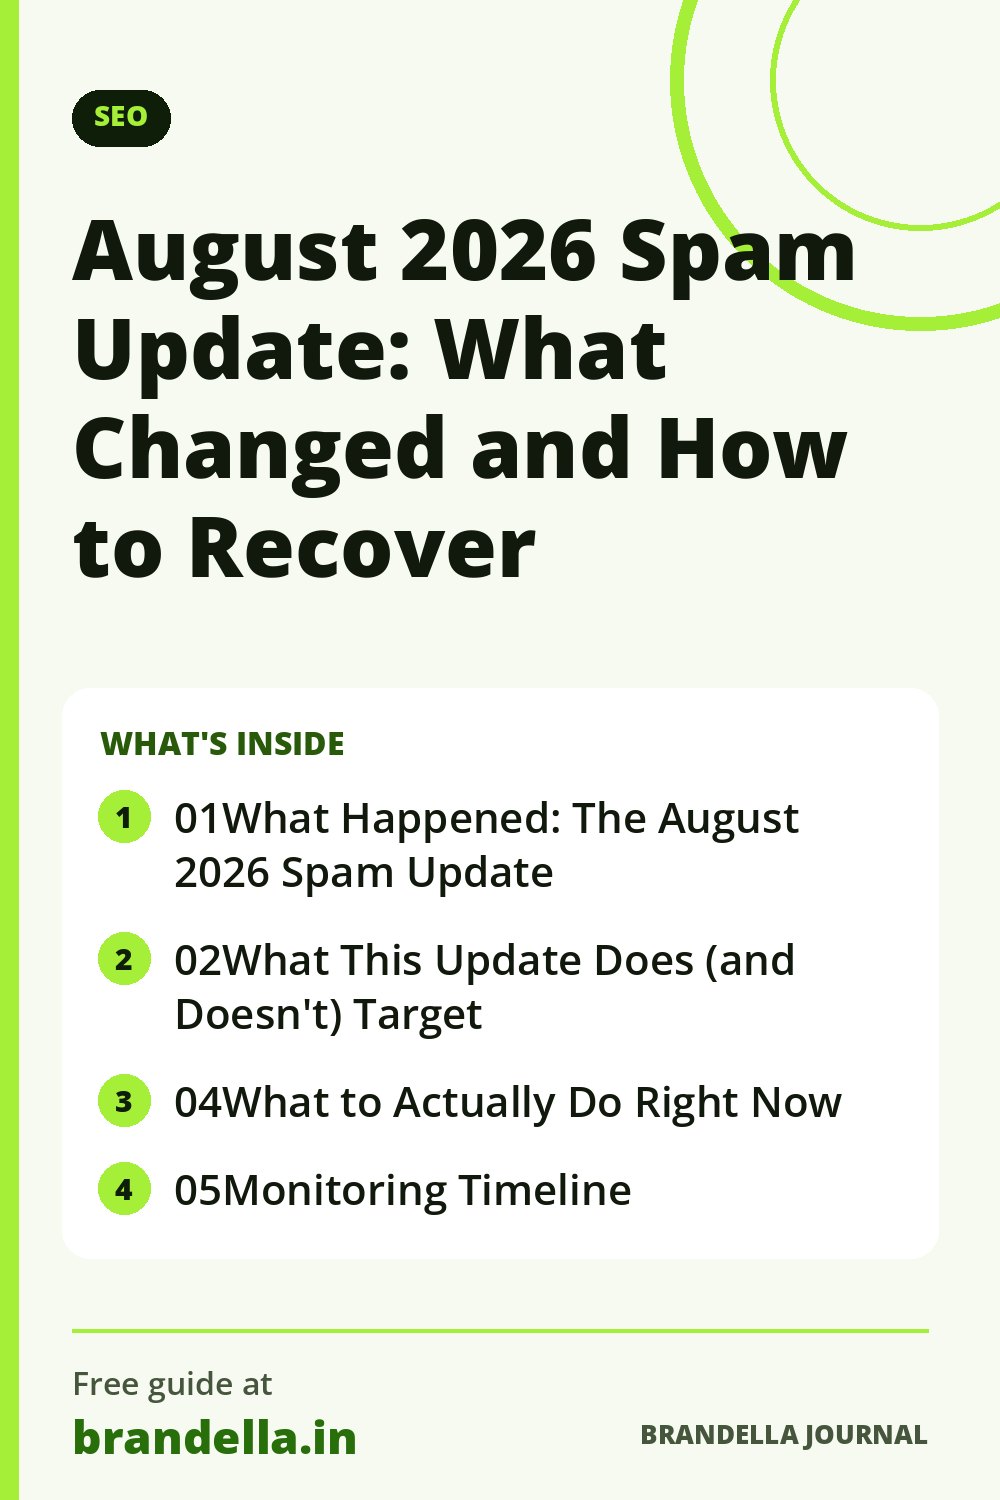 SEO
August 2026 Spam
Update: What
Changed and How
to Recover
WHAT'S INSIDE
1 01What Happened: The August
2026 Spam Update
2 02What This Update Does (and
Doesn't) Target
3 04What to Actually Do Right Now
4 05Monitoring Timeline
Free guide at
brandella.in
BRANDELLA JOURNAL